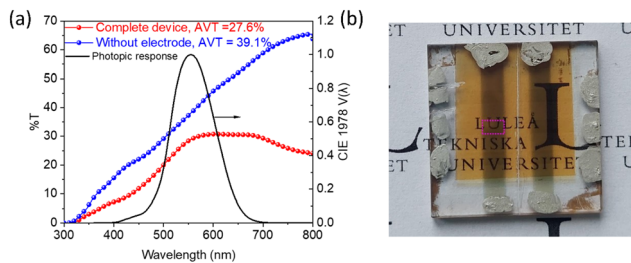 (a)
Complete device, AVT =27.6%
Without electrode, AVT = 39.1%
Photopic response
70
60
50
40
30
20
10
0
%T
300 400 500 600 700 800
Wavelength (nm)
1.2
1.0
0.8
0.6
0.4
0.2
0.0
CIE 1978 V(λ)
(b)
UNIVERSITET UNIVERSITET
LULEÅ
TEKNISKA
UNIVERSITET
L